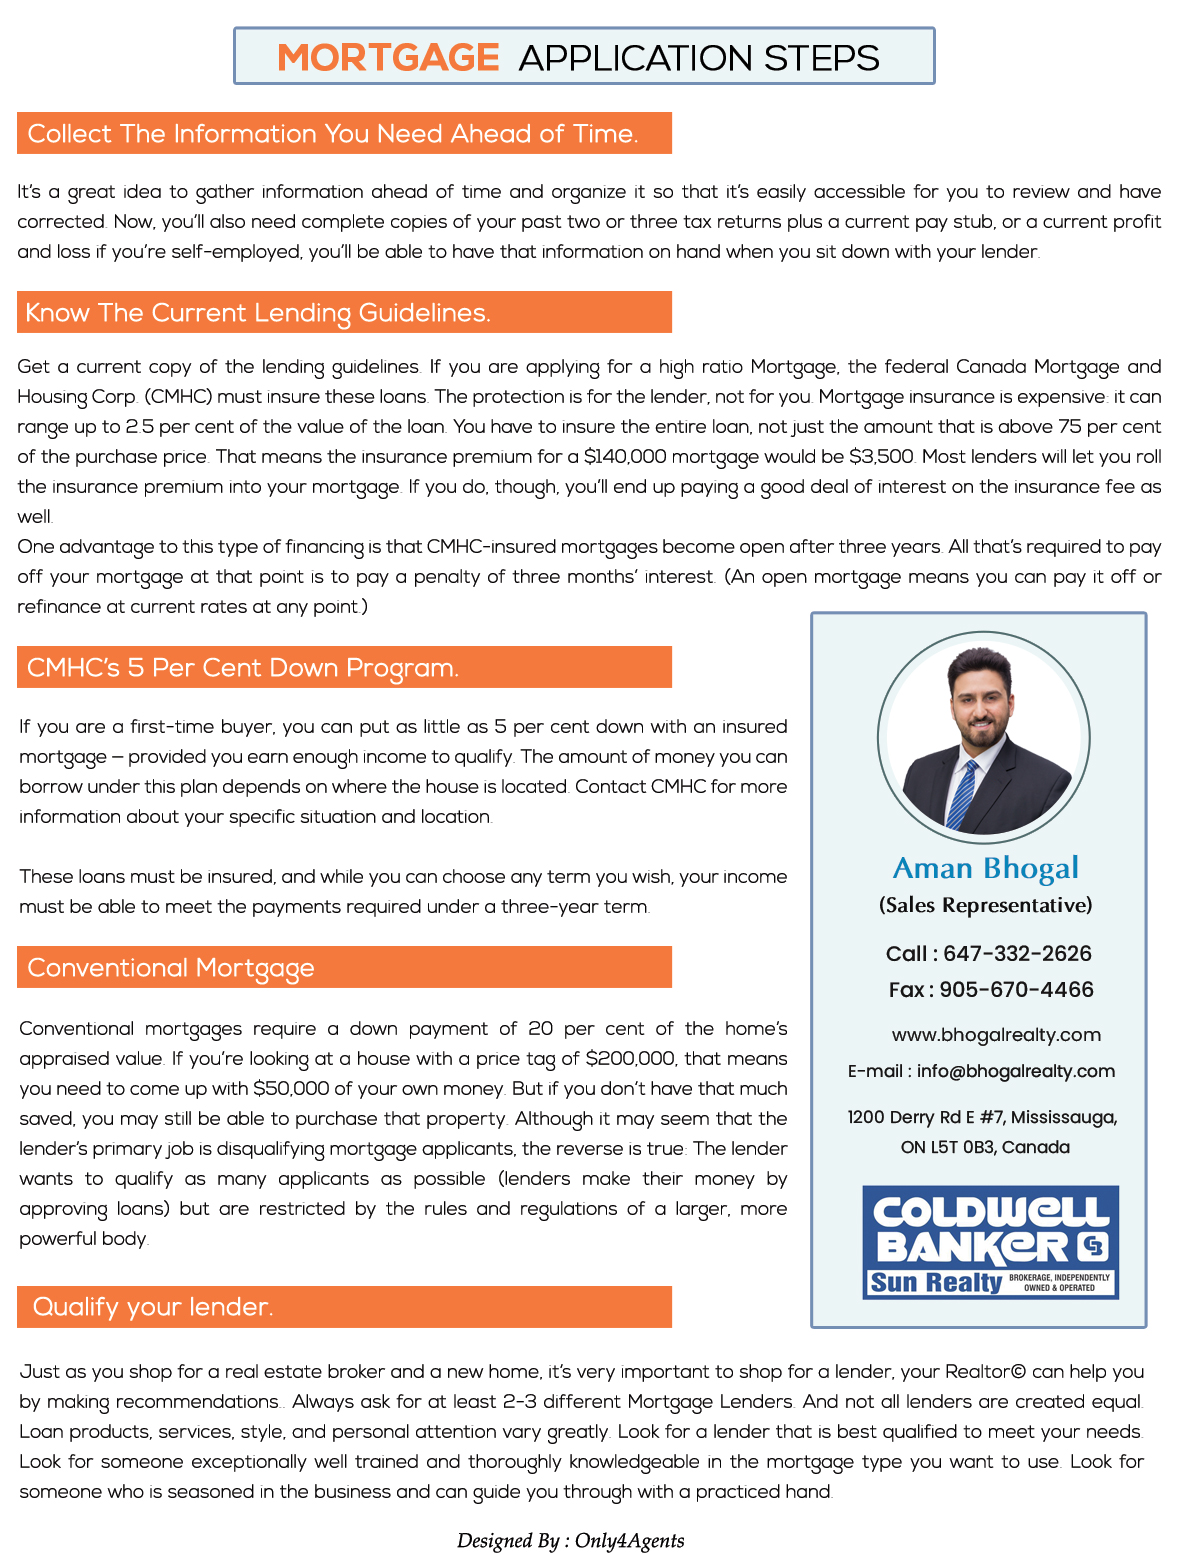 MORTGAGE APPLICATION STEPS
Collect The Information You Need Ahead of Time.
It's a great idea to gather information ahead of time and organize it so that it's easily accessible for you to review and have
corrected. Now, you'll also need complete copies of your past two or three tax returns plus a current pay stub, or a current profit
and loss if you're self-employed, you'll be able to have that information on hand when you sit down with your lender.
Know The Current Lending Guidelines.
Get a current copy of the lending guidelines. If you are applying for a high ratio Mortgage, the federal Canada Mortgage and
Housing Corp. (CMHC) must insure these loans. The protection is for the lender, not for you. Mortgage insurance is expensive: it can
range up to 2.5 per cent of the value of the loan. You have to insure the entire loan, not just the amount that is above 75 per cent
of the purchase price. That means the insurance premium for a $140,000 mortgage would be $3,500. Most lenders will let you roll
the insurance premium into your mortgage. If you do, though, you'll end up paying a good deal of interest on the insurance fee as
well.
One advantage to this type of financing is that CMHC-insured mortgages become open after three years. All that's required to pay
off your mortgage at that point is to pay a penalty of three months' interest. (An open mortgage means you can pay it off or
refinance at current rates at any point.)
CMHC's 5 Per Cent Down Program.
If you are a first-time buyer, you can put as little as 5 per cent down with an insured
mortgage – provided you earn enough income to qualify. The amount of money you can
borrow under this plan depends on where the house is located. Contact CMHC for more
information about your specific situation and location.
These loans must be insured, and while you can choose any term you wish, your income
must be able to meet the payments required under a three-year term.
Conventional Mortgage
Conventional mortgages require a down payment of 20 per cent of the home's
appraised value. If you're looking at a house with a price tag of $200,000, that means
you need to come up with $50,000 of your own money. But if you don't have that much
saved, you may still be able to purchase that property. Although it may seem that the
lender's primary job is disqualifying mortgage applicants, the reverse is true: The lender
wants to qualify as many applicants as possible (lenders make their money by
approving loans) but are restricted by the rules and regulations of a larger, more
powerful body.
Aman Bhogal
(Sales Representative)
Call : 647-332-2626
Fax : 905-670-4466
www.bhogalrealty.com
E-mail : info@bhogalrealty.com
1200 Derry Rd E #7, Mississauga,
ON L5T 0B3, Canada
COLDWELL
BANKER CB
Sun Realty
BROKERAGE, INDEPENDENTLY
OWNED & OPERATED
Qualify your lender.
Just as you shop for a real estate broker and a new home, it's very important to shop for a lender, your Realtor© can help you
by making recommendations.. Always ask for at least 2-3 different Mortgage Lenders. And not all lenders are created equal.
Loan products, services, style, and personal attention vary greatly. Look for a lender that is best qualified to meet your needs.
Look for someone exceptionally well trained and thoroughly knowledgeable in the mortgage type you want to use. Look for
someone who is seasoned in the business and can guide you through with a practiced hand.
Designed By : Only4Agents